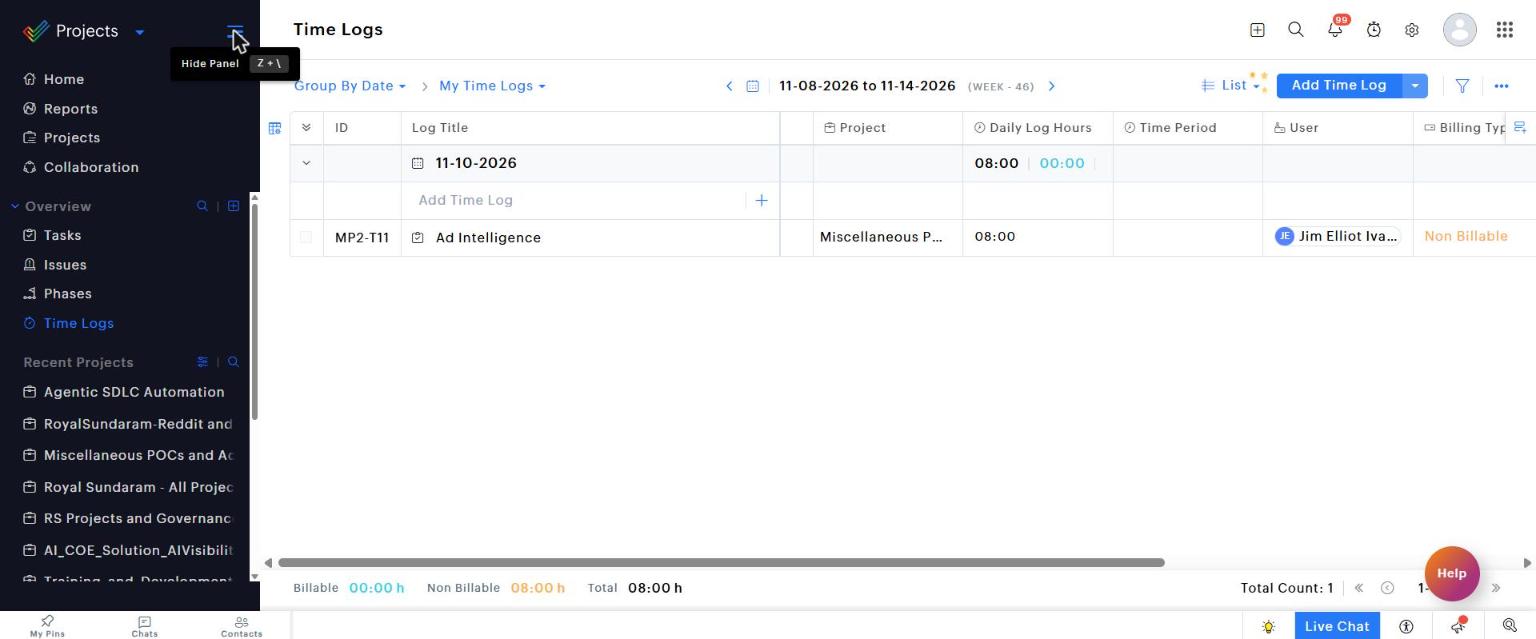 Projects
Hide Panel Z + \
Home
Reports
Projects
Collaboration
Overview
Tasks
Issues
Phases
Time Logs
Recent Projects
Agentic SDLC Automation
RoyalSundaram-Reddit and
Miscellaneous POCs and Ac
Royal Sundaram - All Projec
RS Projects and Governanc
AI_COE_Solution_AIVisibilit
Training_and_Development
My Pins
Chats
Contacts
Time Logs
99
Group By Date
My Time Logs
11-08-2026 to 11-14-2026 (WEEK - 46)
List
Add Time Log
ID Log Title Project Daily Log Hours Time Period User Billing Typ
11-10-2026 08:00 00:00
Add Time Log
MP2-T11 Ad Intelligence Miscellaneous P... 08:00 JE Jim Elliot Iva... Non Billable
Billable 00:00 h Non Billable 08:00 h Total 08:00 h
Total Count: 1 1-
Help
Live Chat